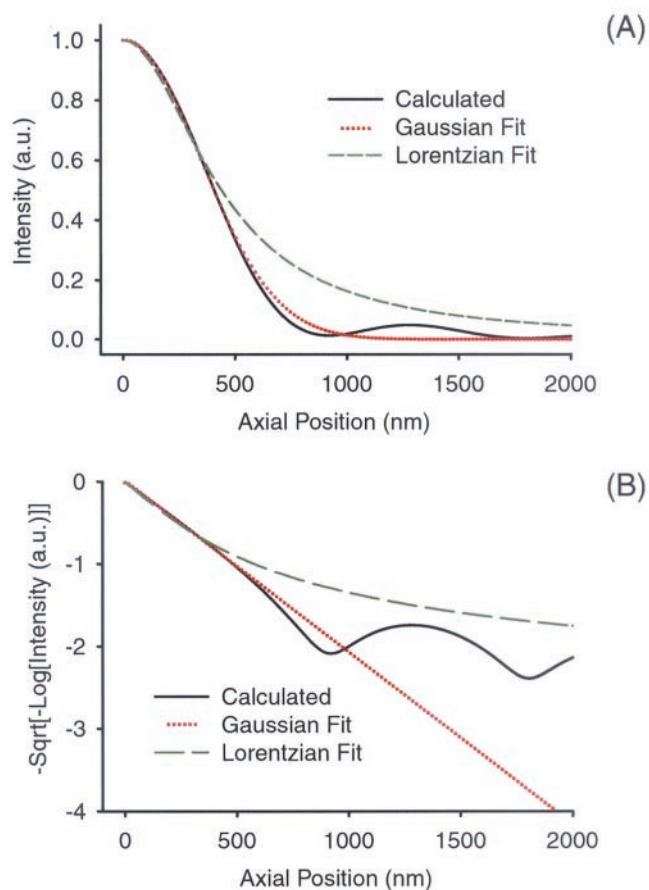 (A)
1.0
0.8
0.6
0.4
0.2
0.0
Intensity (a.u.)
Calculated
Gaussian Fit
Lorentzian Fit
0 500 1000 1500 2000
Axial Position (nm)
(B)
0
-1
-2
-3
-4
-Sqrt[-Log[Intensity (a.u.)]]
Calculated
Gaussian Fit
Lorentzian Fit
0 500 1000 1500 2000
Axial Position (nm)